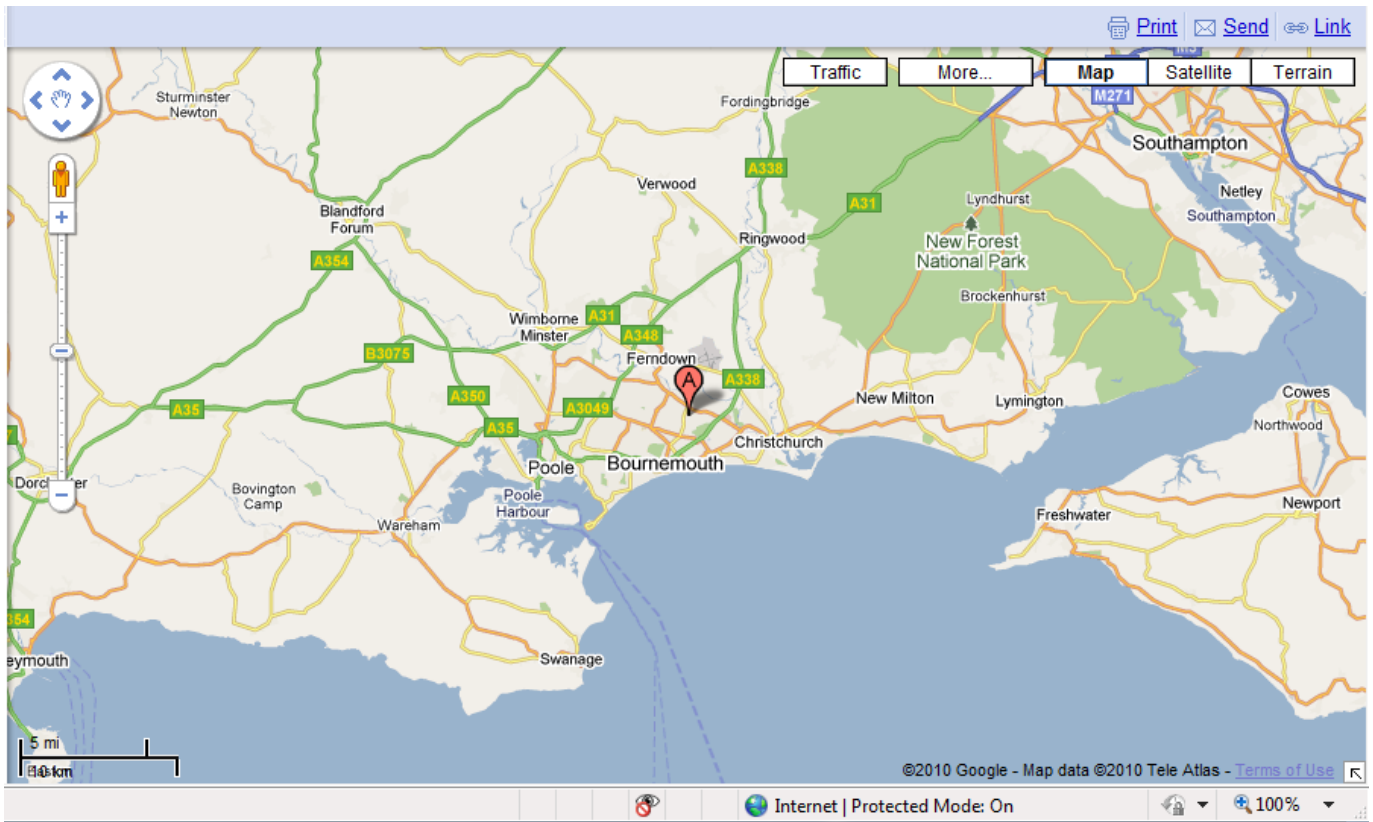 Print Send Link
M3
Traffic More... Map Satellite Terrain
M271
Sturminster
Newton
Fordingbridge
Southampton
A338
Verwood
Netley
Lyndhurst
A31
Blandford
Forum
Southampton
Ringwood
New Forest
National Park
A354
Brockenhurst
Wimborne
Minster
A31
A348
B3075
Ferndown
A
A338
A350
A35
A3049
New Milton
Lymington
Cowes
Northwood
A35
Christchurch
Poole
Bournemouth
Bovington
Camp
Poole
Harbour
Newport
Freshwater
Wareham
354
eymouth
Swanage
5 mi
10 km
©2010 Google - Map data ©2010 Tele Atlas - Terms of Use
Internet | Protected Mode: On
100%